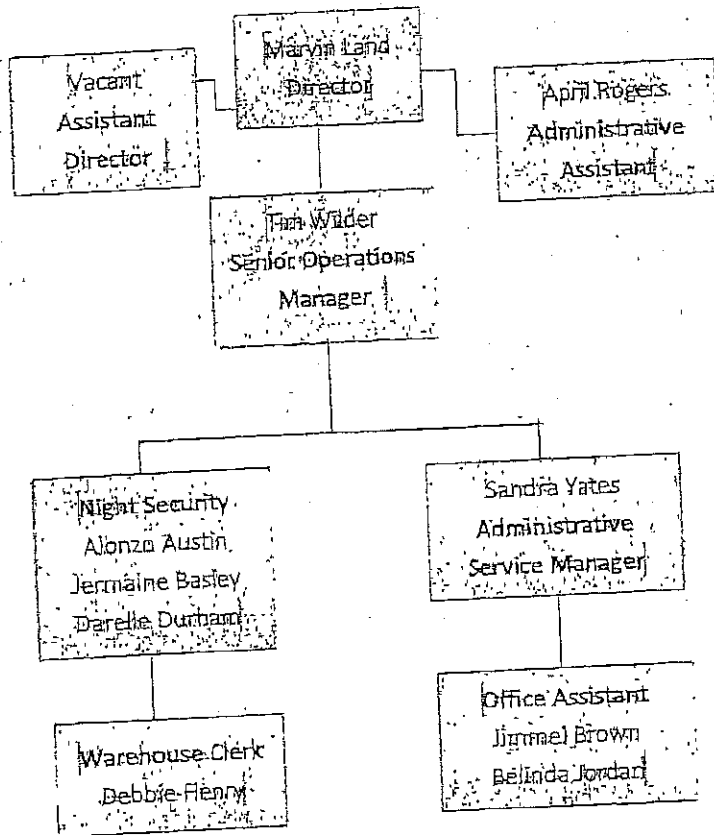 Marvin Land
Director
Vacant
Assistant
Director
April Rogers
Administrative
Assistant
Tim Wilder
Senior Operations
Manager
Night Security
Alonzo Austin
Jermaine Basley
Darelle Durham
Sandra Yates
Administrative
Service Manager
Warehouse Clerk
Debbie Henry
Office Assistant
Jimmel Brown
Belinda Jordan